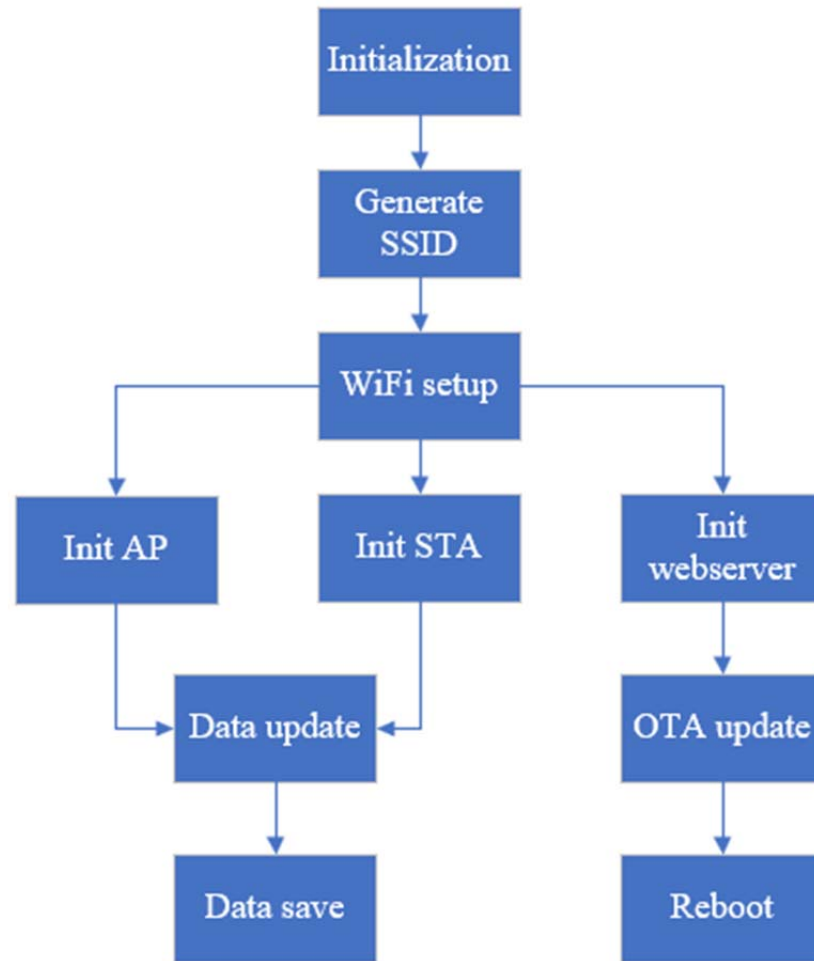 Initialization
Generate
SSID
WiFi setup
Init AP
Init STA
Init
webserver
Data update
OTA update
Data save
Reboot